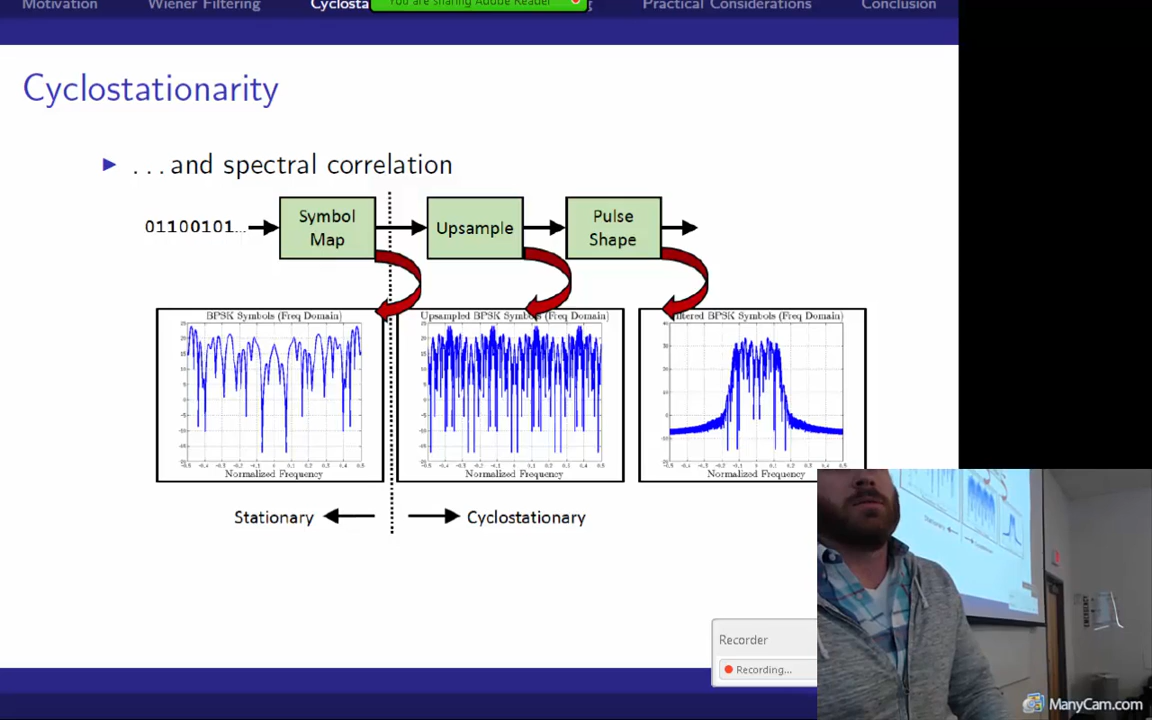 Motivation
Wiener Filtering
Cyclosta
You are sharing Adobe Reader
Practical Considerations
Conclusion
Cyclostationarity
...and spectral correlation
01100101...
Symbol
Map
Upsample
Pulse
Shape
BPSK Symbols (Freq Domain)
Upsampled BPSK Symbols (Freq Domain)
ltered BPSK Symbols (Freq Domain)
Normalized Frequency
Normalized Frequency
Normalized Frequency
Stationary
Cyclostationary
Recorder
Recording...
ManyCam.com